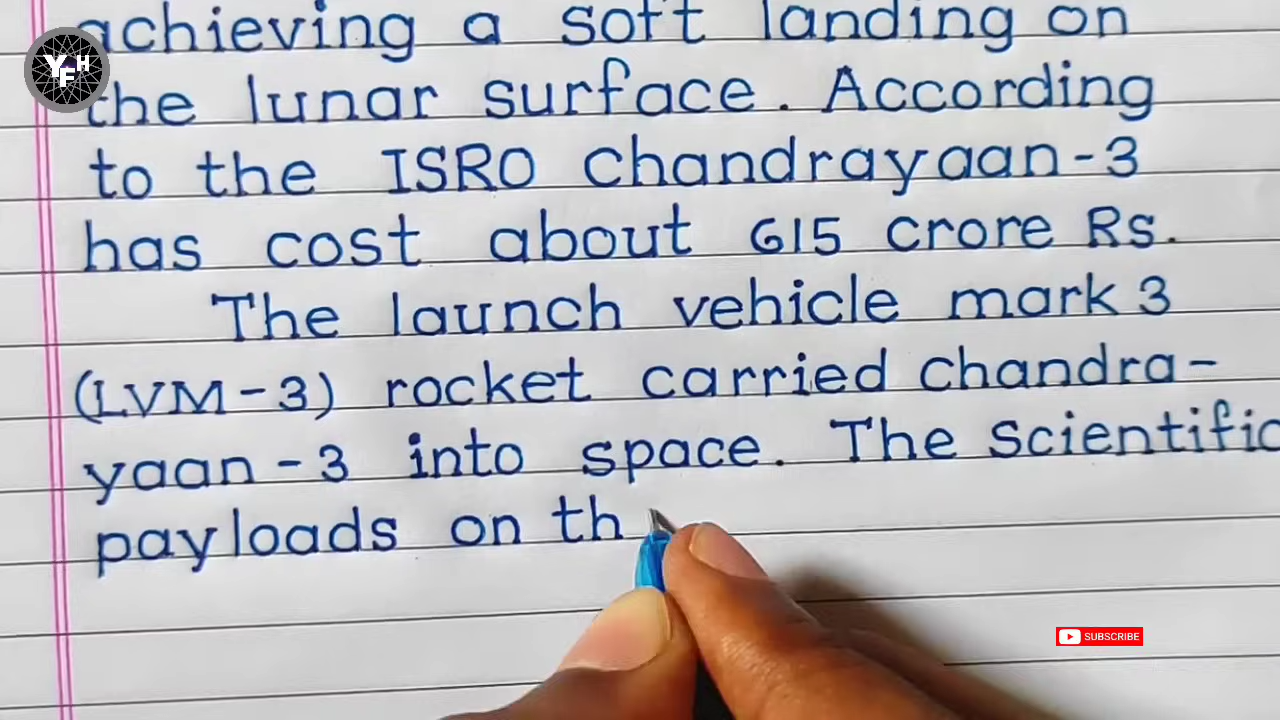 achieving a soft landing on
the lunar surface. According
to the ISRO Chandrayaan-3
has cost about 615 crore Rs.
The launch vehicle mark 3
(LVM-3) rocket carried Chandra-
yaan-3 into space. The Scientific
payloads on th
YFH
SUBSCRIBE